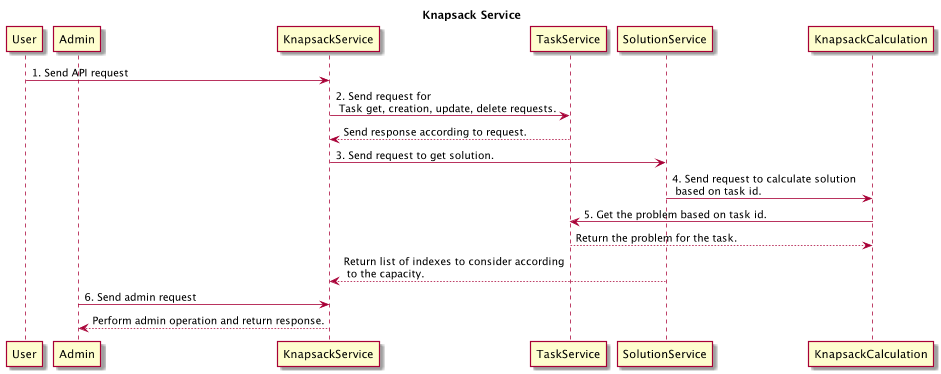 Knapsack Service
User Admin KnapsackService TaskService SolutionService KnapsackCalculation
1. Send API request
2. Send request for
Task get, creation, update, delete requests.
Send response according to request.
3. Send request to get solution.
4. Send request to calculate solution
based on task id.
5. Get the problem based on task id.
Return the problem for the task.
Return list of indexes to consider according
to the capacity.
6. Send admin request
Perform admin operation and return response.
User Admin KnapsackService TaskService SolutionService KnapsackCalculation